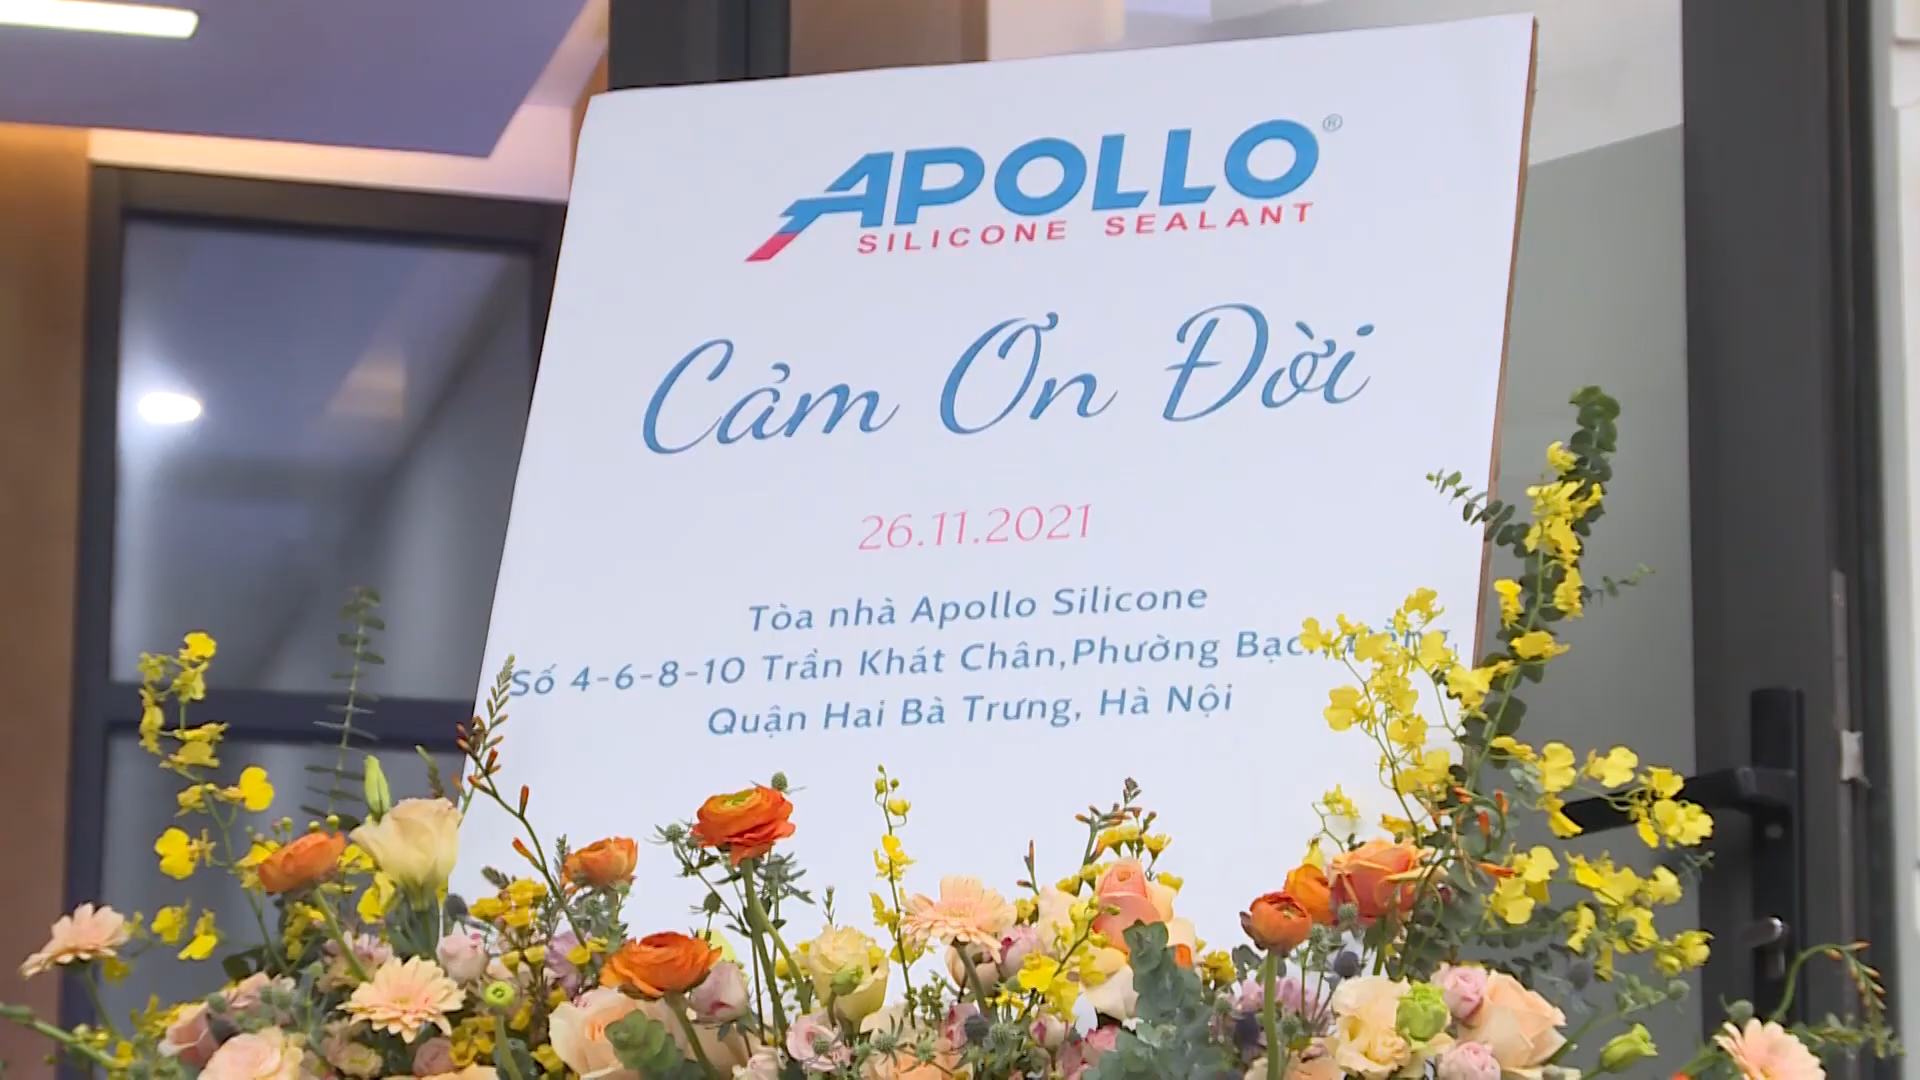 APOLLO®
SILICONE SEALANT
Cảm Ơn Đời
26.11.2021
Tòa nhà Apollo Silicone
Số 4-6-8-10 Trần Khát Chân,Phường
Quận Hai Bà Trưng, Hà Nội